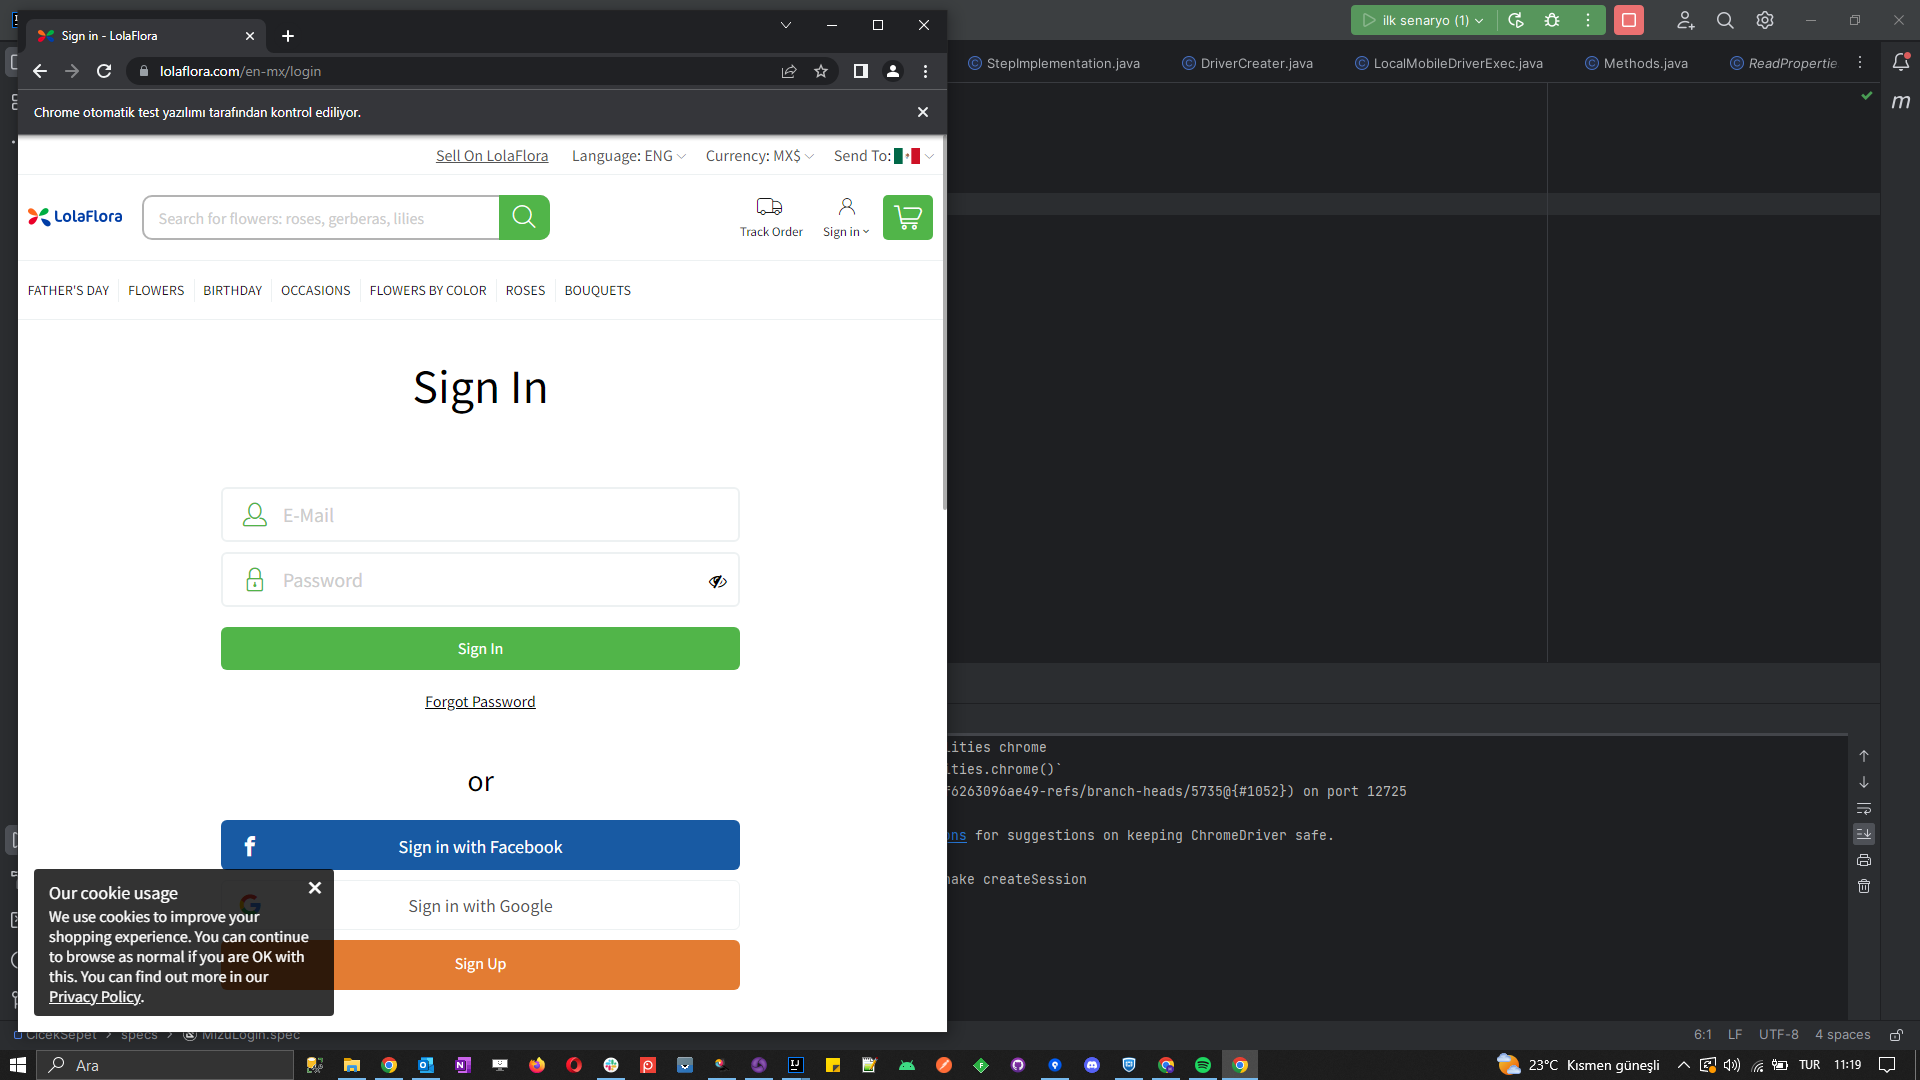 Sign in - LolaFlora
ilk senaryo (1)
lolaflora.com/en-mx/login
StepImplementation.java
DriverCreater.java
LocalMobileDriverExec.java
Methods.java
ReadPropertie
Chrome otomatik test yazılımı tarafından kontrol ediliyor.
m
Sell On LolaFlora
Language: ENG
Currency: MX$
Send To:
LolaFlora
Search for flowers: roses, gerberas, lilies
Track Order
Sign in
FATHER'S DAY
FLOWERS
BIRTHDAY
OCCASIONS
FLOWERS BY COLOR
ROSES
BOUQUETS
Sign In
E-Mail
Password
Sign In
Forgot Password
or
Sign in with Facebook
Sign in with Google
Sign Up
Our cookie usage
We use cookies to improve your
shopping experience. You can continue
to browse as normal if you are OK with
this. You can find out more in our
Privacy Policy.
ities chrome
ties.chrome()`
f6263096ae49-refs/branch-heads/5735@{#1052}) on port 12725
ons for suggestions on keeping ChromeDriver safe.
ake createSession
CicekSepet > specs > MizuLogin.spec
6:1 LF UTF-8 4 spaces
Ara
23°C Kısmen güneşli
TUR
11:19